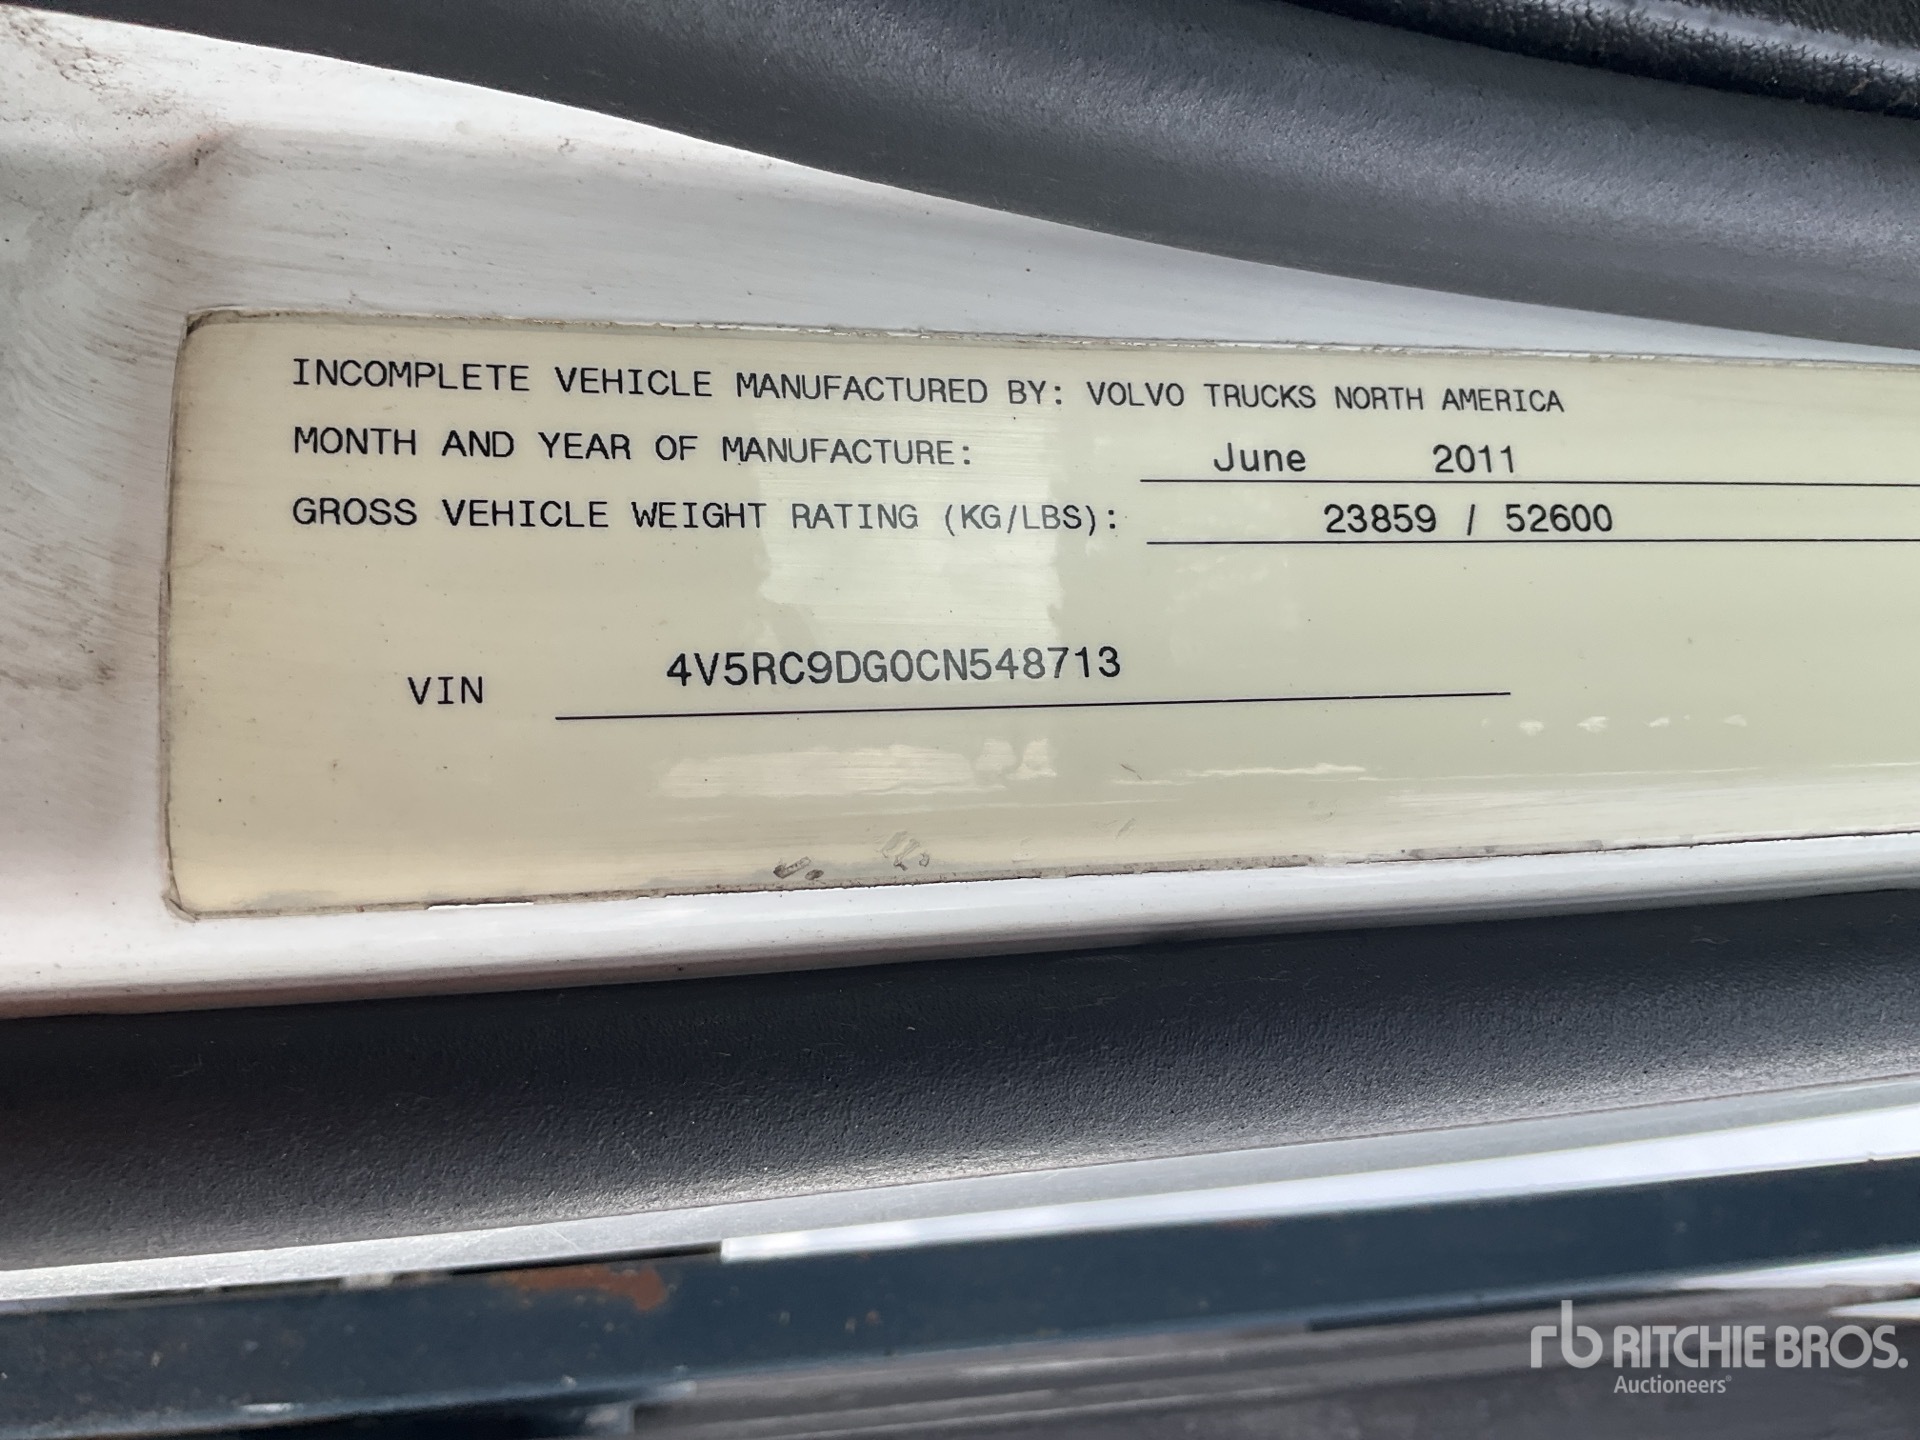 INCOMPLETE VEHICLE MANUFACTURED BY: VOLVO TRUCKS NORTH AMERICA
MONTH AND YEAR OF MANUFACTURE: June 2011
GROSS VEHICLE WEIGHT RATING (KG/LBS): 23859 / 52600
VIN 4V5RC9DG0CN548713
rb RITCHIE BROS.
Auctioneers